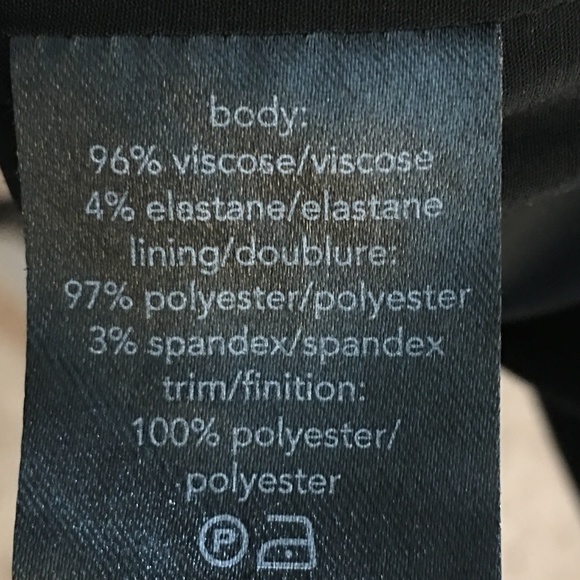 body:
96% viscose/viscose
4% elastane/elastane
lining/doublure:
97% polyester/polyester
3% spandex/spandex
trim/finition:
100% polyester/
polyester
P